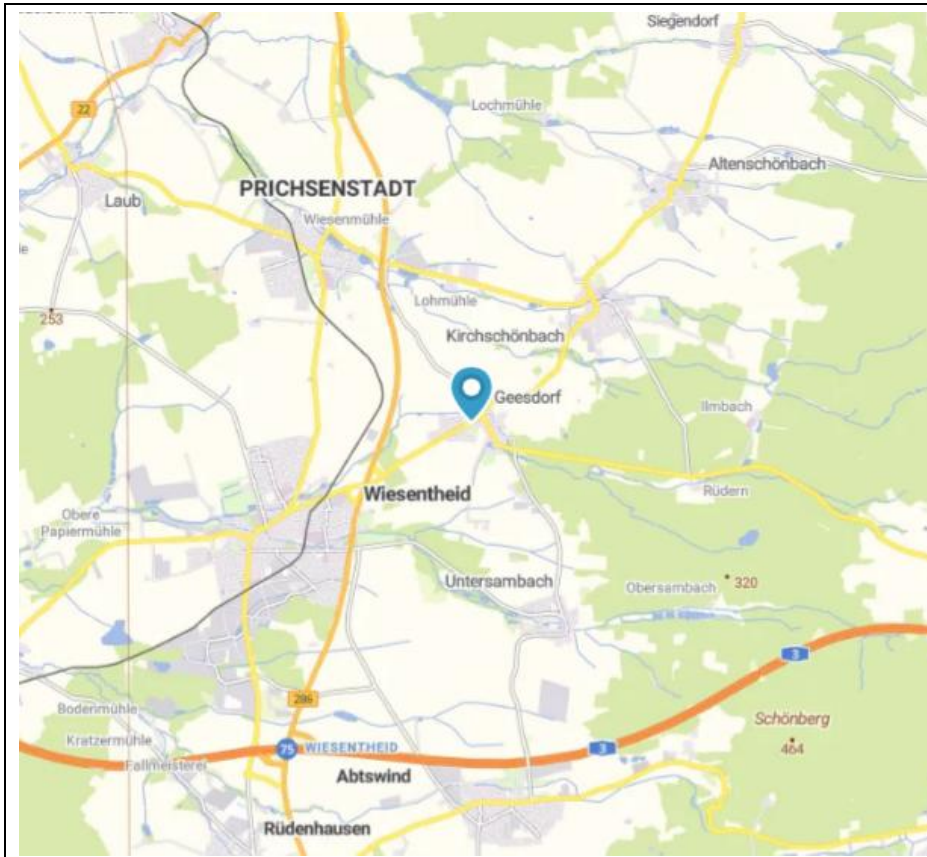 Siegendorf
22
Lochmühle
Altenschönbach
PRICHSENSTADT
Laub
Wiesenmühle
253
Lohmühle
Kirchschönbach
Geesdorf
Ilmbach
Wiesentheid
Rüdern
Obere
Papiermühle
Untersambach
Obersambach
320
3
286
Bodenmühle
Schönberg
Kratzermühle
75 WIESENTHEID
3
464
Fallmeisterei
Abtswind
Rüdenhausen